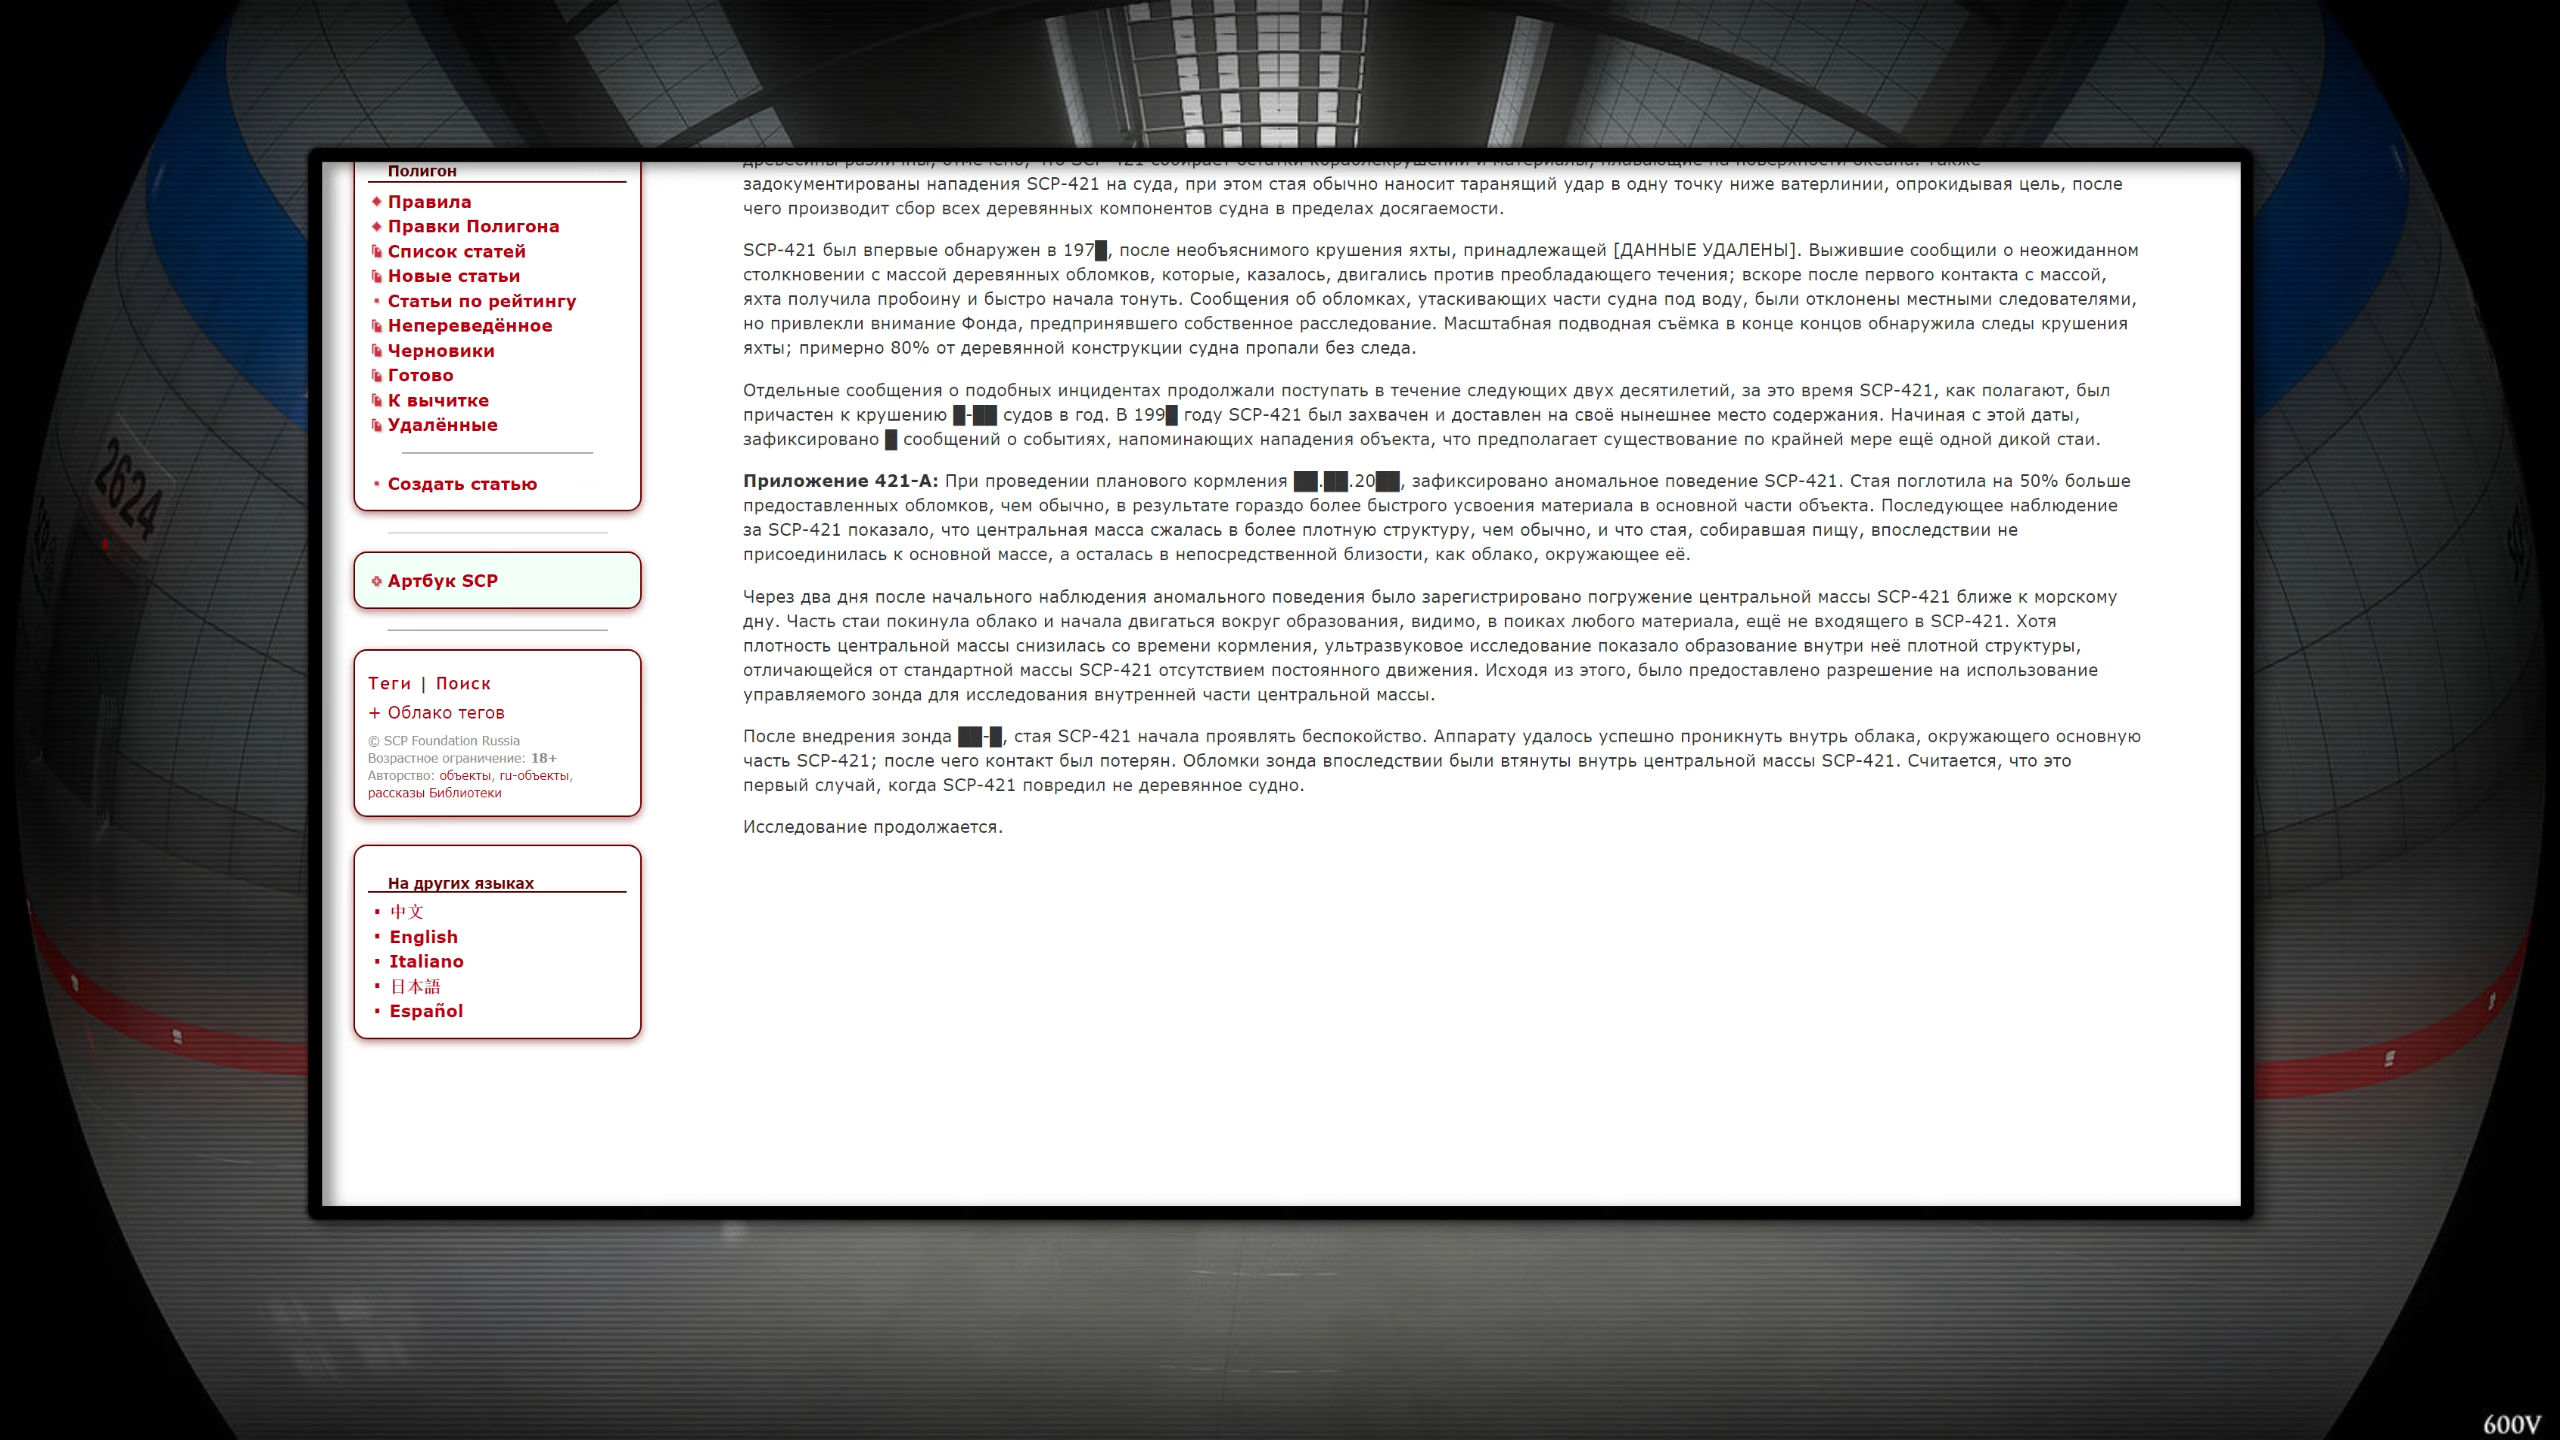 Полигон
Правила
Правки Полигона
Список статей
Новые статьи
Статьи по рейтингу
Непереведённое
Черновики
Готово
К вычитке
Удалённые
Создать статью
Артбук SCP
Теги | Поиск
+ Облако тегов
© SCP Foundation Russia
Возрастное ограничение: 18+
Авторство: объекты, ru-объекты,
рассказы Библиотеки
На других языках
中文
English
Italiano
日本語
Español
древесины различны, отмечено, что SCP-421 собирает остатки кораблекрушений и материалы, плавающие на поверхности океана. Также
задокументированы нападения SCP-421 на суда, при этом стая обычно наносит таранящий удар в одну точку ниже ватерлинии, опрокидывая цель, после
чего производит сбор всех деревянных компонентов судна в пределах досягаемости.
SCP-421 был впервые обнаружен в 197█, после необъяснимого крушения яхты, принадлежащей [ДАННЫЕ УДАЛЕНЫ]. Выжившие сообщили о неожиданном
столкновении с массой деревянных обломков, которые, казалось, двигались против преобладающего течения; вскоре после первого контакта с массой,
яхта получила пробоину и быстро начала тонуть. Сообщения об обломках, утаскивающих части судна под воду, были отклонены местными следователями,
но привлекли внимание Фонда, предпринявшего собственное расследование. Масштабная подводная съёмка в конце концов обнаружила следы крушения
яхты; примерно 80% от деревянной конструкции судна пропали без следа.
Отдельные сообщения о подобных инцидентах продолжали поступать в течение следующих двух десятилетий, за это время SCP-421, как полагают, был
причастен к крушению █-██ судов в год. В 199█ году SCP-421 был захвачен и доставлен на своё нынешнее место содержания. Начиная с этой даты,
зафиксировано █ сообщений о событиях, напоминающих нападения объекта, что предполагает существование по крайней мере ещё одной дикой стаи.
Приложение 421-А: При проведении планового кормления ██.██.20██, зафиксировано аномальное поведение SCP-421. Стая поглотила на 50% больше
предоставленных обломков, чем обычно, в результате гораздо более быстрого усвоения материала в основной части объекта. Последующее наблюдение
за SCP-421 показало, что центральная масса сжалась в более плотную структуру, чем обычно, и что стая, собиравшая пищу, впоследствии не
присоединилась к основной массе, а осталась в непосредственной близости, как облако, окружающее её.
Через два дня после начального наблюдения аномального поведения было зарегистрировано погружение центральной массы SCP-421 ближе к морскому
дну. Часть стаи покинула облако и начала двигаться вокруг образования, видимо, в поисках любого материала, ещё не входящего в SCP-421. Хотя
плотность центральной массы снизилась со времени кормления, ультразвуковое исследование показало образование внутри неё плотной структуры,
отличающейся от стандартной массы SCP-421 отсутствием постоянного движения. Исходя из этого, было предоставлено разрешение на использование
управляемого зонда для исследования внутренней части центральной массы.
После внедрения зонда ██-█, стая SCP-421 начала проявлять беспокойство. Аппарату удалось успешно проникнуть внутрь облака, окружающего основную
часть SCP-421; после чего контакт был потерян. Обломки зонда впоследствии были втянуты внутрь центральной массы SCP-421. Считается, что это
первый случай, когда SCP-421 повредил не деревянное судно.
Исследование продолжается.
2624
600V